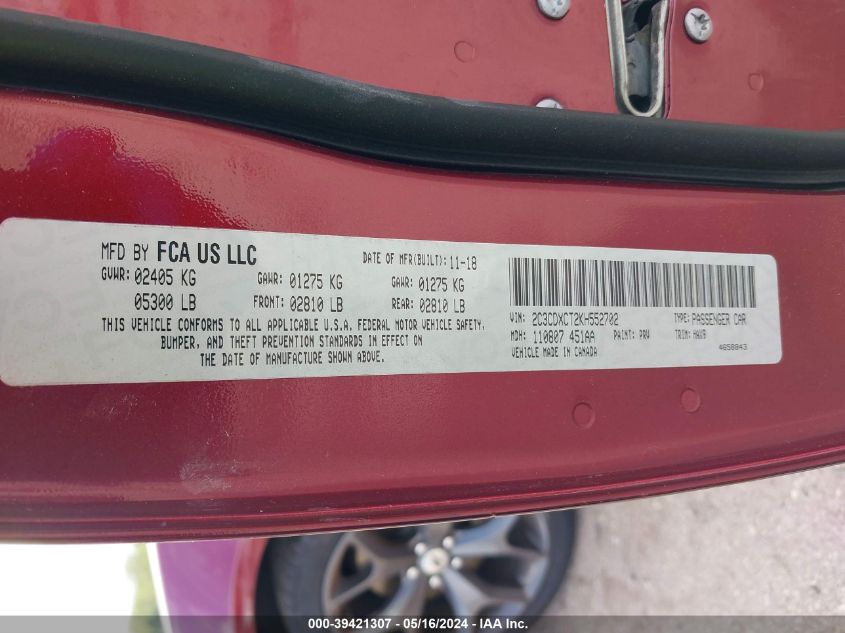 MFD BY FCA US LLC
DATE OF MFR(BUILT): 11-18
GVWR: 02405 KG GAWR: 01275 KG GAWR: 01275 KG
05300 LB FRONT: 02810 LB REAR: 02810 LB
THIS VEHICLE CONFORMS TO ALL APPLICABLE U.S.A. FEDERAL MOTOR VEHICLE SAFETY,
BUMPER, AND THEFT PREVENTION STANDARDS IN EFFECT ON
THE DATE OF MANUFACTURE SHOWN ABOVE.
VIN: 2C3CDXCT2KH552702 TYPE: PASSENGER CAR
MDH: 110807 451AA PAINT: PRV TRIM: HAX9
VEHICLE MADE IN CANADA 4658843
000-39421307 - 05/16/2024 - IAA Inc.